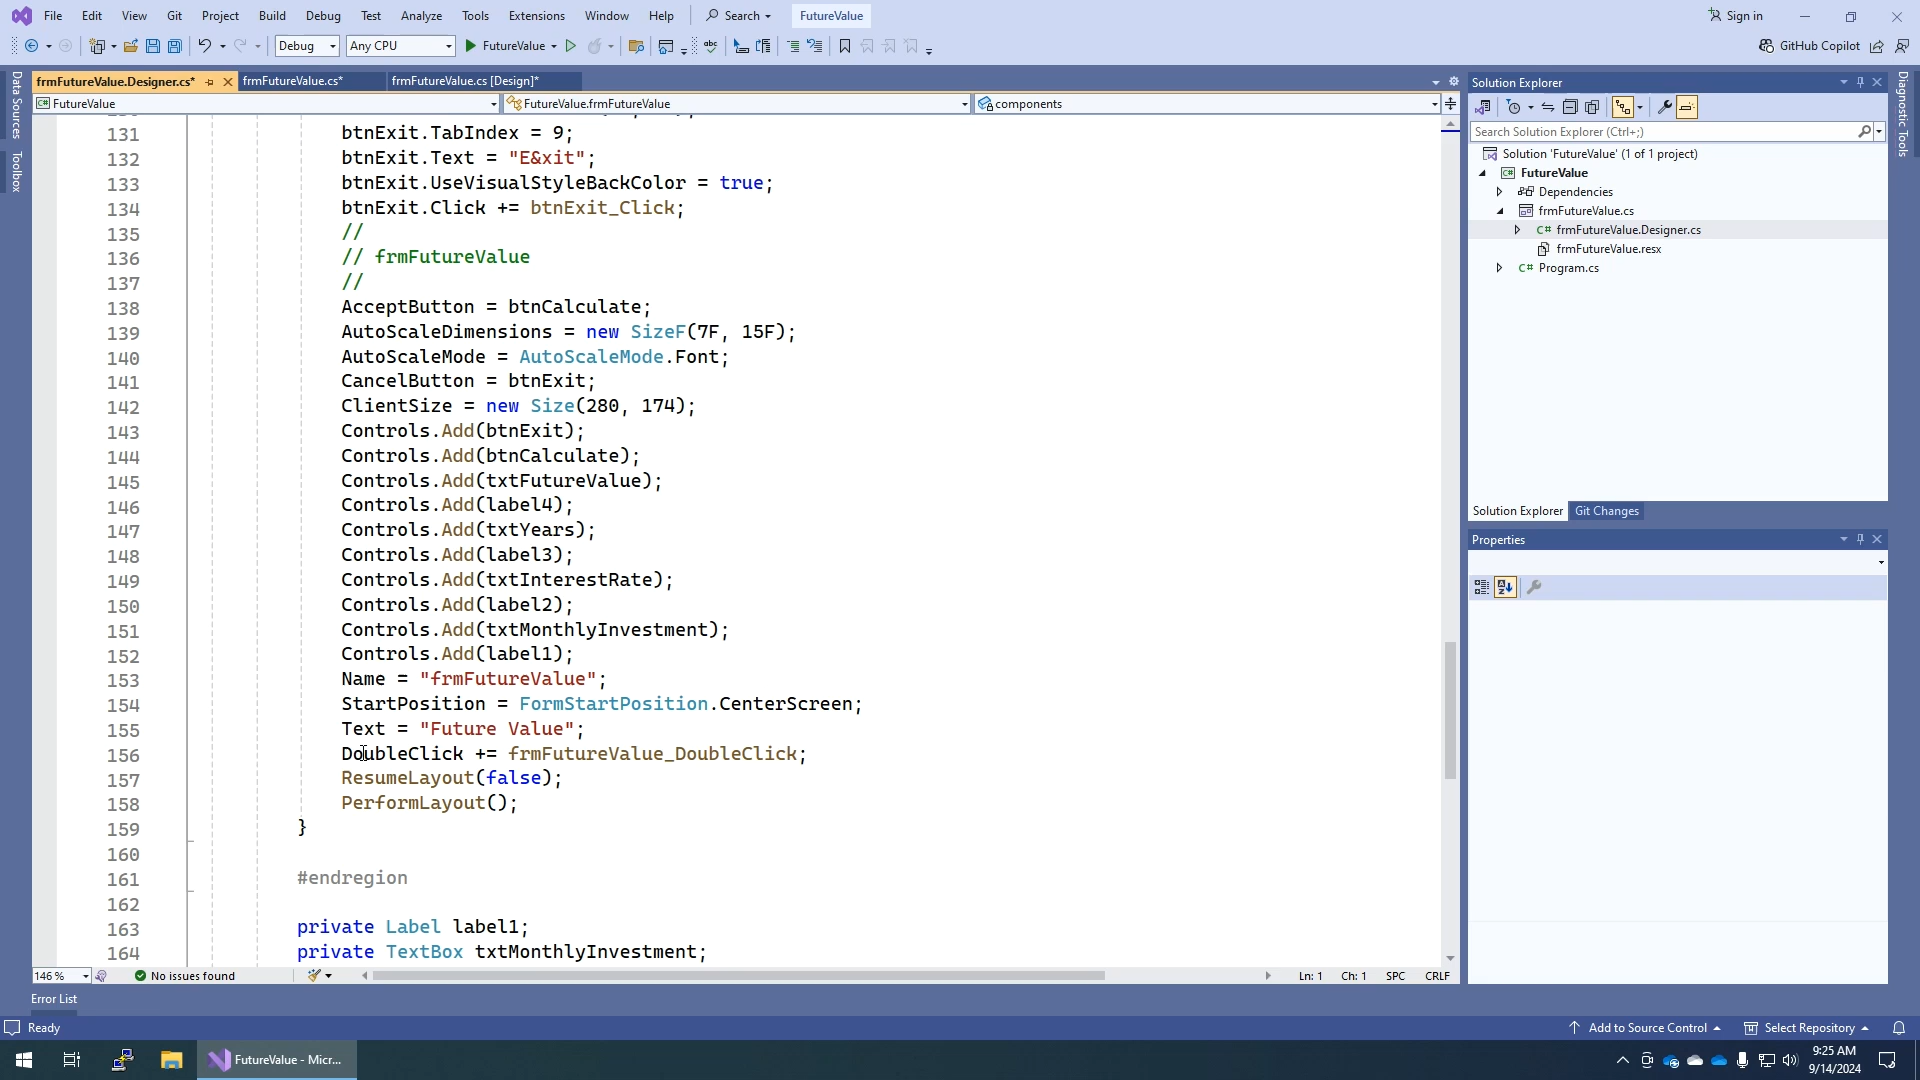 File Edit View Git Project Build Debug Test Analyze Tools Extensions Window Help Search FutureValue Sign in
Debug Any CPU FutureValue GitHub Copilot
frmFutureValue.Designer.cs* frmFutureValue.cs* frmFutureValue.cs [Design]*
FutureValue FutureValue.frmFutureValue components
131 btnExit.TabIndex = 9;
132 btnExit.Text = "E&xit";
133 btnExit.UseVisualStyleBackColor = true;
134 btnExit.Click += btnExit_Click;
135 //
136 // frmFutureValue
137 //
138 AcceptButton = btnCalculate;
139 AutoScaleDimensions = new SizeF(7F, 15F);
140 AutoScaleMode = AutoScaleMode.Font;
141 CancelButton = btnExit;
142 ClientSize = new Size(280, 174);
143 Controls.Add(btnExit);
144 Controls.Add(btnCalculate);
145 Controls.Add(txtFutureValue);
146 Controls.Add(label4);
147 Controls.Add(txtYears);
148 Controls.Add(label3);
149 Controls.Add(txtInterestRate);
150 Controls.Add(label2);
151 Controls.Add(txtMonthlyInvestment);
152 Controls.Add(label1);
153 Name = "frmFutureValue";
154 StartPosition = FormStartPosition.CenterScreen;
155 Text = "Future Value";
156 DoubleClick += frmFutureValue_DoubleClick;
157 ResumeLayout(false);
158 PerformLayout();
159 }
160
161 #endregion
162
163 private Label label1;
164 private TextBox txtMonthlyInvestment;
146 % No issues found Ln: 1 Ch: 1 SPC CRLF
Data Sources
Toolbox
Solution Explorer
Search Solution Explorer (Ctrl+;)
Solution 'FutureValue' (1 of 1 project)
FutureValue
Dependencies
frmFutureValue.cs
C# frmFutureValue.Designer.cs
frmFutureValue.resx
C# Program.cs
Solution Explorer Git Changes
Properties
Diagnostic Tools
Error List
Ready Add to Source Control Select Repository
FutureValue - Micr...
9:25 AM
9/14/2024